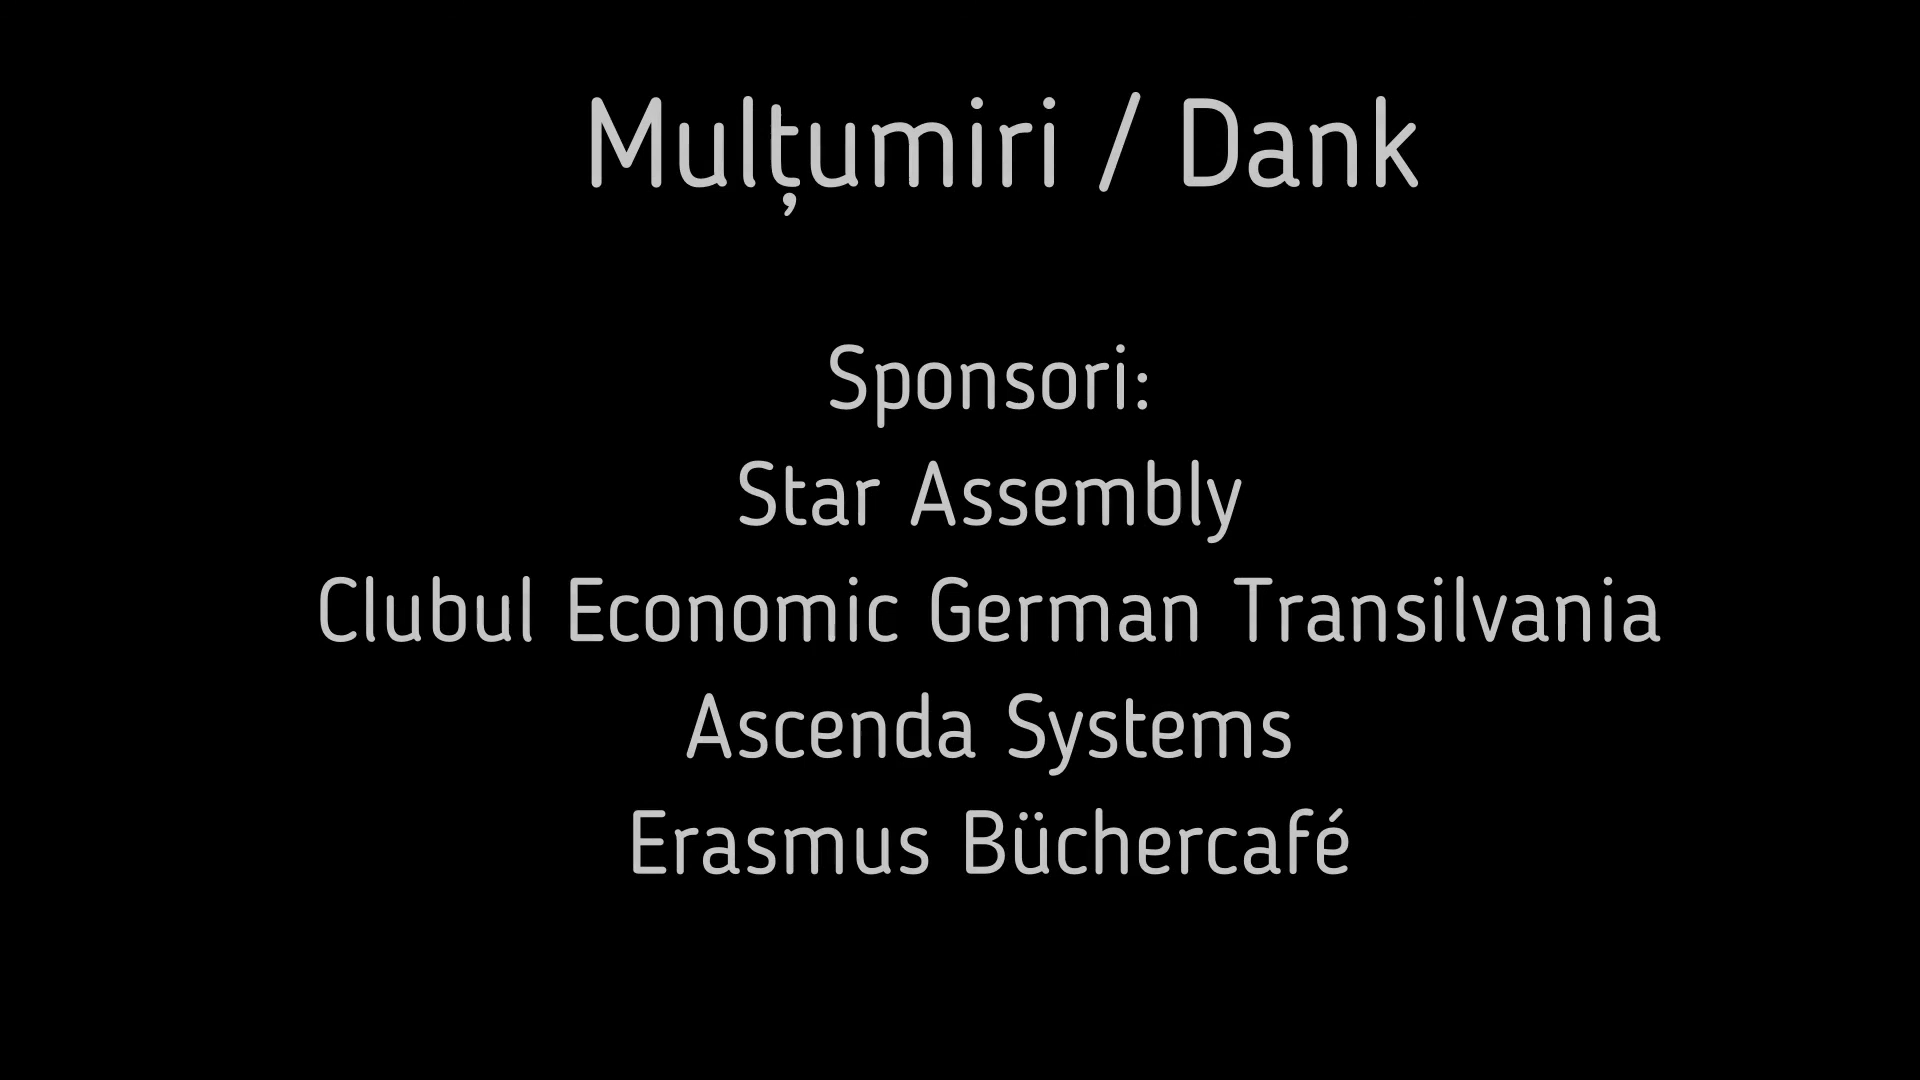 Mulțumiri / Dank
Sponsori:
Star Assembly
Clubul Economic German Transilvania
Ascenda Systems
Erasmus Büchercafé